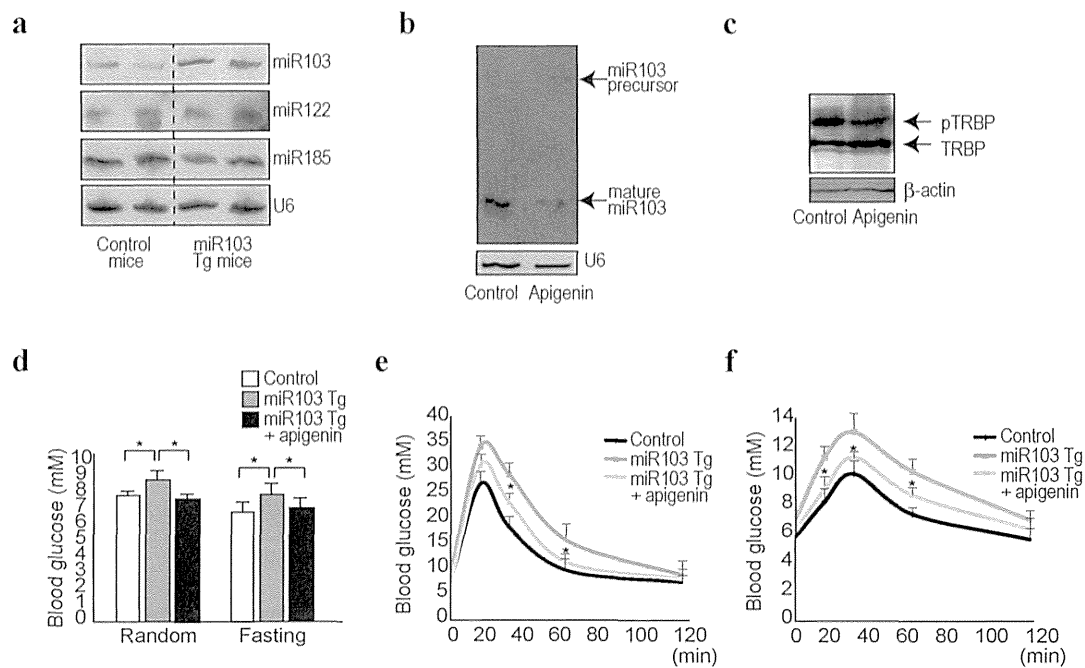 a
miR103
miR122
miR185
U6
Control
mice
miR103
Tg mice
b
miR103
precursor
mature
miR103
U6
Control Apigenin
c
pTRBP
TRBP
β-actin
Control Apigenin
d
Control
miR103 Tg
miR103 Tg
+ apigenin
Blood glucose (mM)
10
9
8
7
6
5
4
3
2
1
0
* * * *
Random Fasting
e
Blood glucose (mM)
40
35
30
25
20
15
10
5
0
Control
miR103 Tg
miR103 Tg
+ apigenin
*
*
0 20 40 60 80 100 120
(min)
f
Blood glucose (mM)
14
12
10
8
6
4
2
0
Control
miR103 Tg
miR103 Tg
+ apigenin
* * *
0 20 40 60 80 100 120
(min)